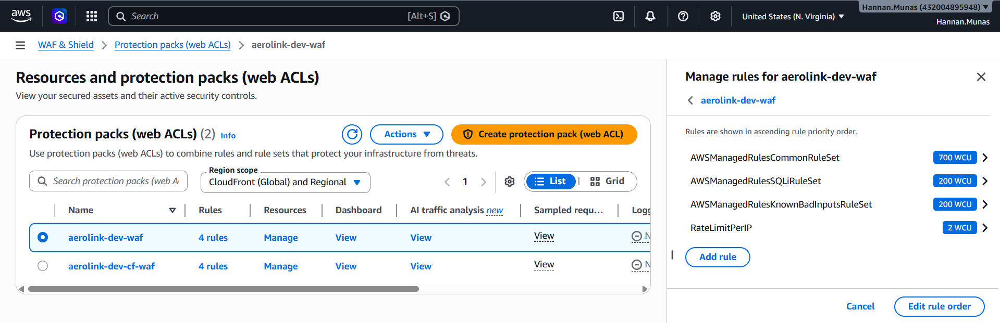 aws
Search
[Alt+S]
United States (N. Virginia)
Hannan.Munas (432004895948)
Hannan.Munas
WAF & Shield
Protection packs (web ACLs)
aerolink-dev-waf
Resources and protection packs (web ACLs)
View your secured assets and their active security controls.
Protection packs (web ACLs) (2) Info
Actions
Create protection pack (web ACL)
Use protection packs (web ACLs) to combine rules and rule sets that protect your infrastructure from threats.
Search protection packs (web A
Region scope
CloudFront (Global) and Regional
1
List
Grid
Name Rules Resources Dashboard AI traffic analysis new Sampled requ... Logg
aerolink-dev-waf 4 rules Manage View View View N
aerolink-dev-cf-waf 4 rules Manage View View View N
Manage rules for aerolink-dev-waf
aerolink-dev-waf
Rules are shown in ascending rule priority order.
AWSManagedRulesCommonRuleSet 700 WCU
AWSManagedRulesSQLiRuleSet 200 WCU
AWSManagedRulesKnownBadInputsRuleSet 200 WCU
RateLimitPerIP 2 WCU
Add rule
Cancel
Edit rule order